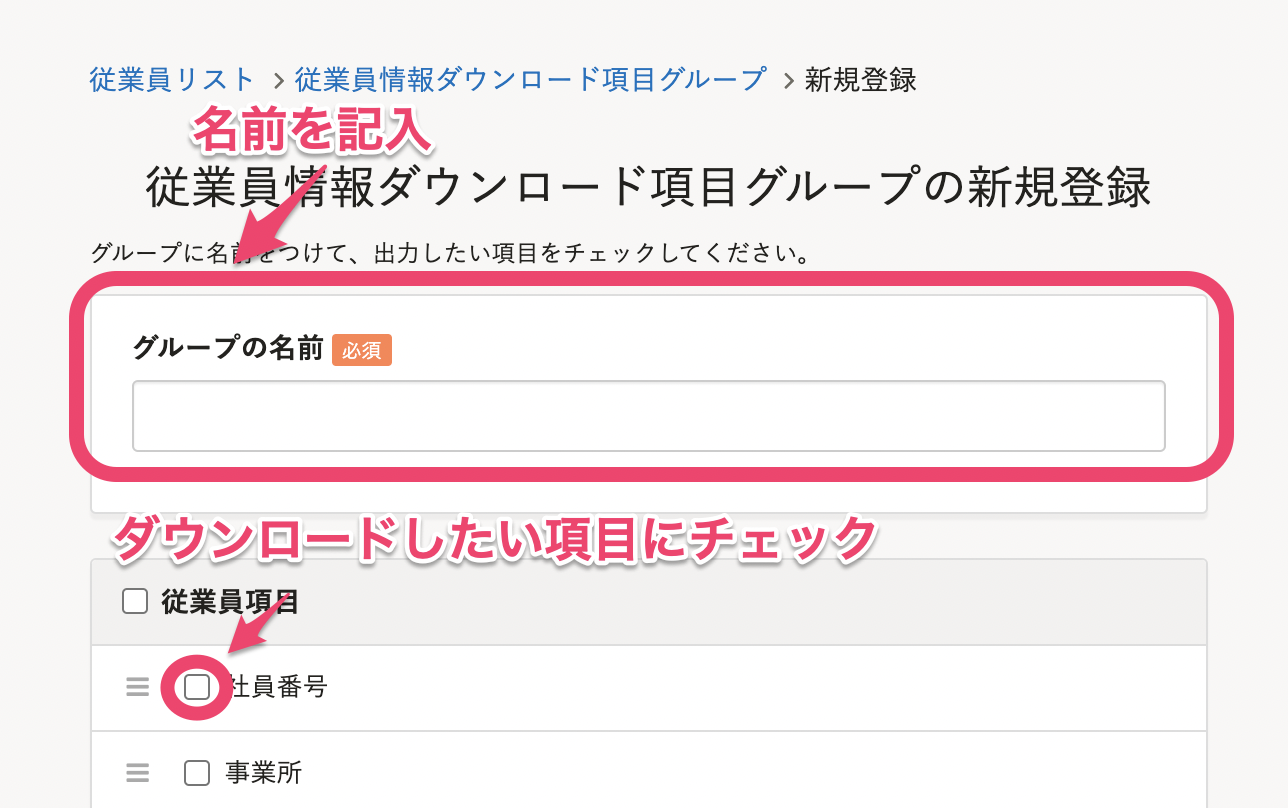 従業員リスト > 従業員情報ダウンロード項目グループ > 新規登録
名前を記入
従業員情報ダウンロード項目グループの新規登録
グループに名前をつけて、出力したい項目をチェックしてください。
グループの名前 必須
ダウンロードしたい項目にチェック
従業員項目
社員番号
事業所